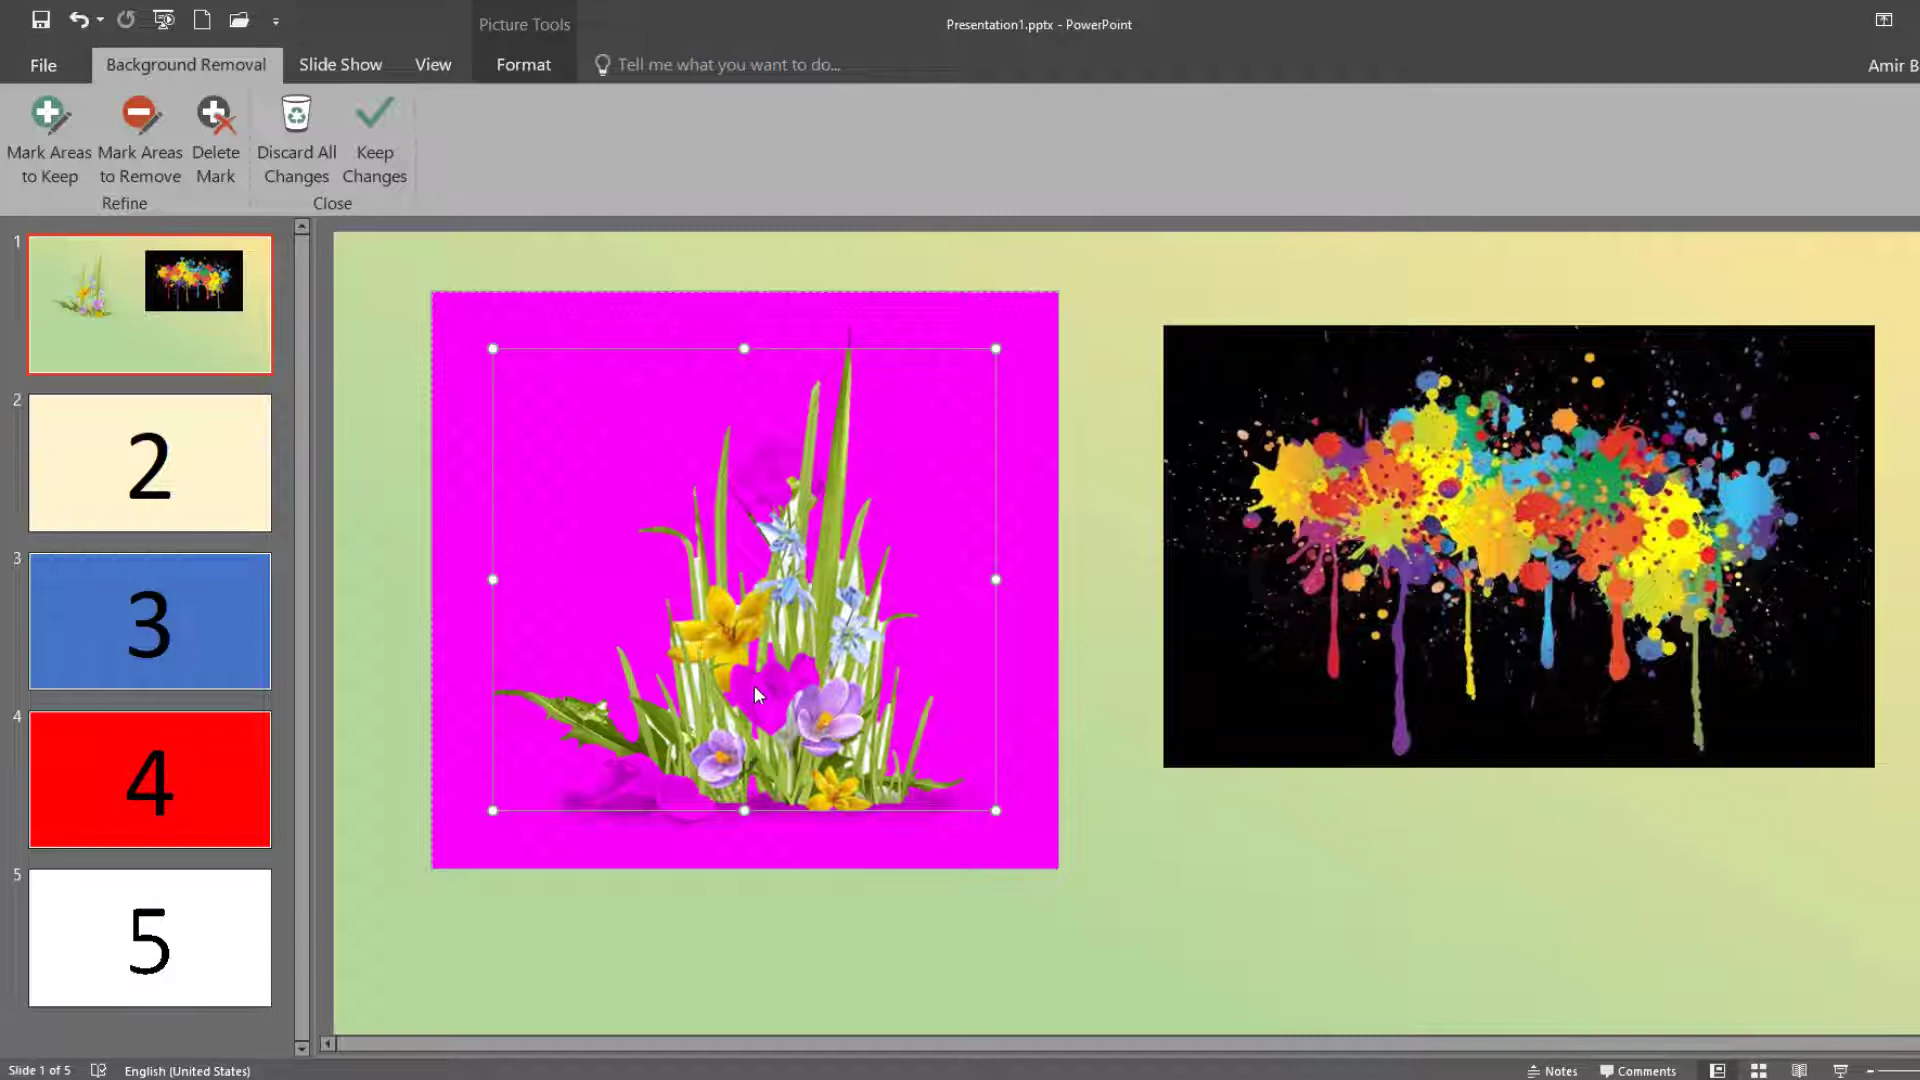 Picture Tools
Presentation1.pptx - PowerPoint
File
Background Removal
Slide Show
View
Format
Tell me what you want to do...
Amir B
Mark Areas
to Keep
Mark Areas
to Remove
Delete
Mark
Discard All
Changes
Keep
Changes
Refine
Close
1
2
2
3
3
4
4
5
5
Slide 1 of 5
English (United States)
Notes
Comments